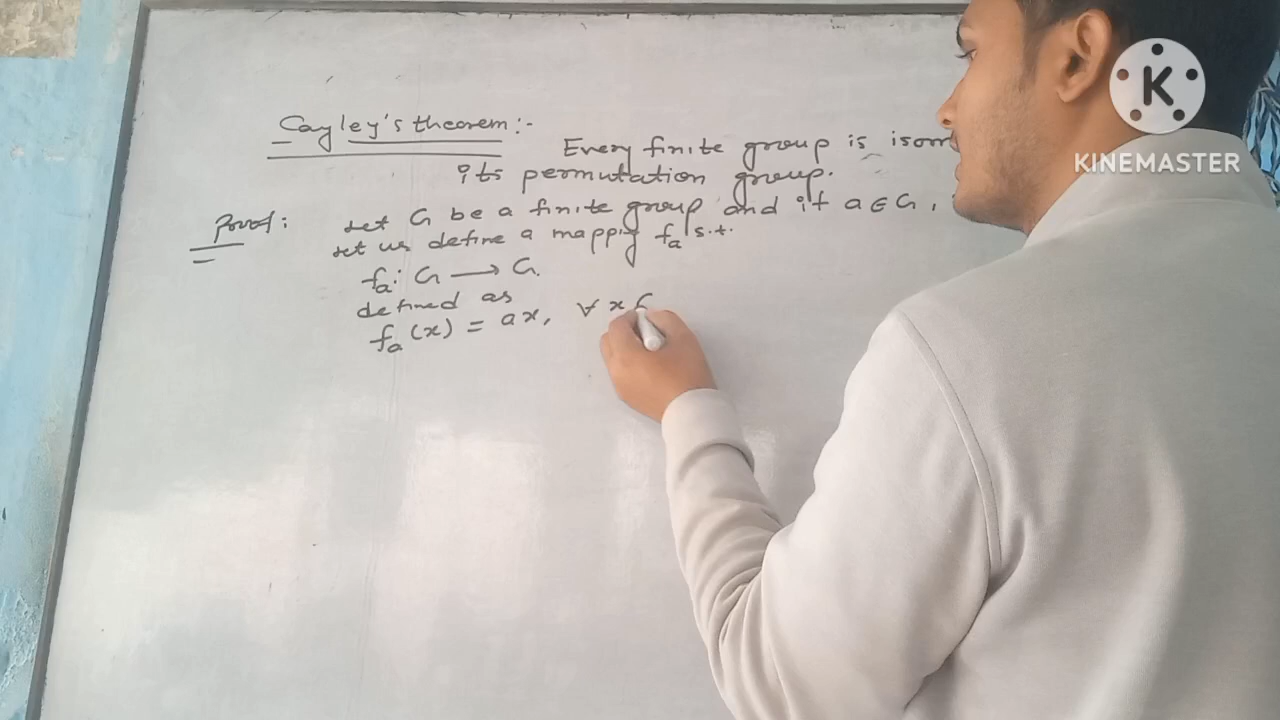 Cayley's theorem:-
Every finite group is isom
its permutation group.
Proof: Let G be a finite group and if a ∈ G,
Let us define a mapping fₐ s.t.
fₐ: G → G.
defined as
fₐ(x) = ax, ∀ x
K
KINEMASTER